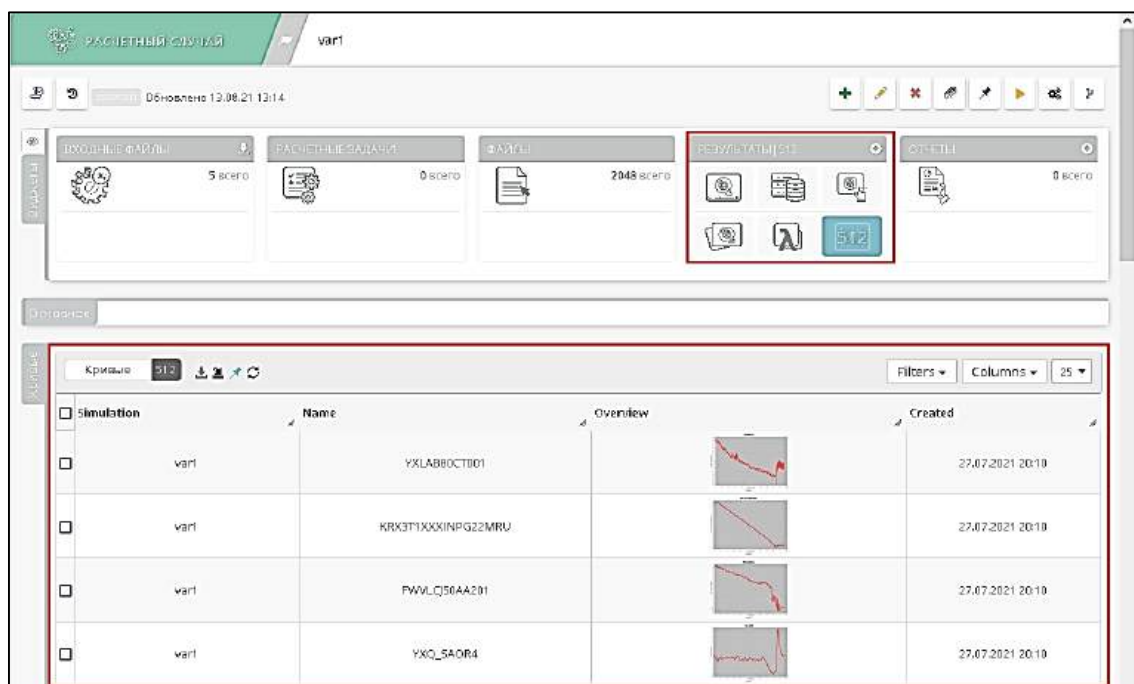 РАСЧЕТНЫЙ СЛУЧАЙ var1
Обновлено 13.08.21 13:14
ВХОДНЫЕ ФАЙЛЫ РАСЧЕТНЫЕ ЗАДАЧИ ФАЙЛЫ РЕЗУЛЬТАТЫ|512 ОТЧЕТЫ
5 всего 0 всего 2048 всего 0 всего
512
Виджеты
Кривые
Кривые 512 Filters Columns 25
Simulation Name Overview Created
var1 YXLAB80CT001 27.07.2021 20:10
var1 KRX3T1XXXINPG22MRU 27.07.2021 20:10
var1 27.07.2021 20:10
var1 YXQ_SAOR4 27.07.2021 20:10